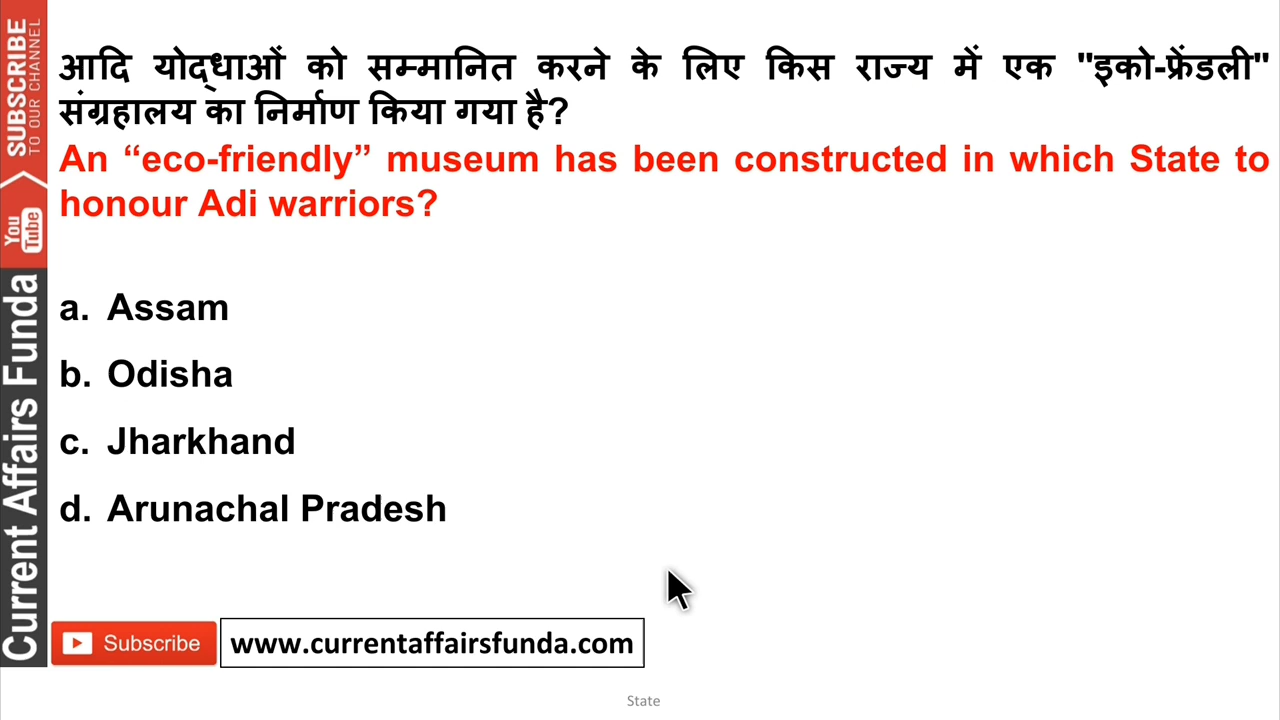 आदि योद्धाओं को सम्मानित करने के लिए किस राज्य में एक "इको-फ्रेंडली"
संग्रहालय का निर्माण किया गया है?
An “eco-friendly” museum has been constructed in which State to
honour Adi warriors?
a. Assam
b. Odisha
c. Jharkhand
d. Arunachal Pradesh
SUBSCRIBE
TO OUR CHANNEL
You
Tube
Current Affairs Funda
Subscribe
www.currentaffairsfunda.com
State